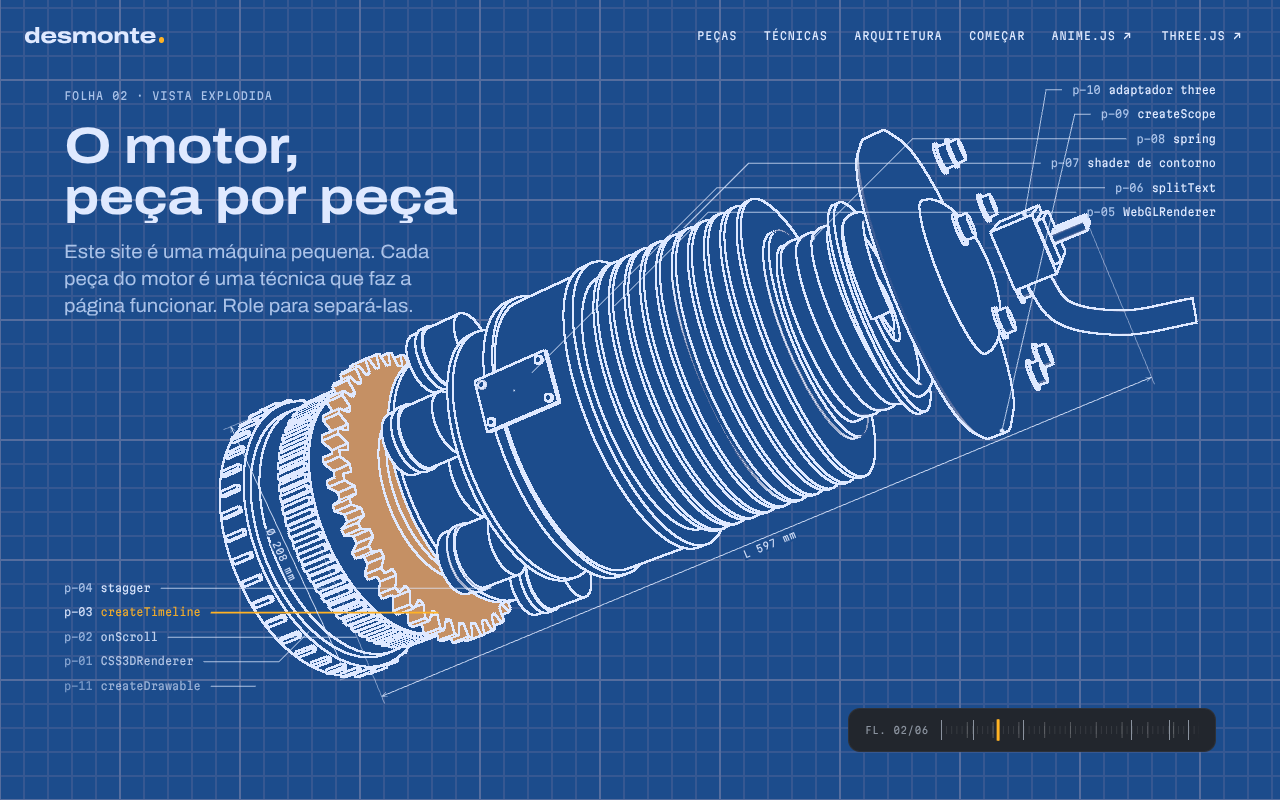 desmonte.
PEÇAS
TÉCNICAS
ARQUITETURA
COMEÇAR
ANIME.JS ↗
THREE.JS ↗
FOLHA 02 · VISTA EXPLODIDA
O motor,
peça por peça
Este site é uma máquina pequena. Cada
peça do motor é uma técnica que faz a
página funcionar. Role para separá-las.
p-10 adaptador three
p-09 createScope
p-08 spring
p-07 shader de contorno
p-06 splitText
p-05 WebGLRenderer
Ø 208 mm
L 597 mm
p-04 stagger
p-03 createTimeline
p-02 onScroll
p-01 CSS3DRenderer
p-11 createDrawable
FL. 02/06